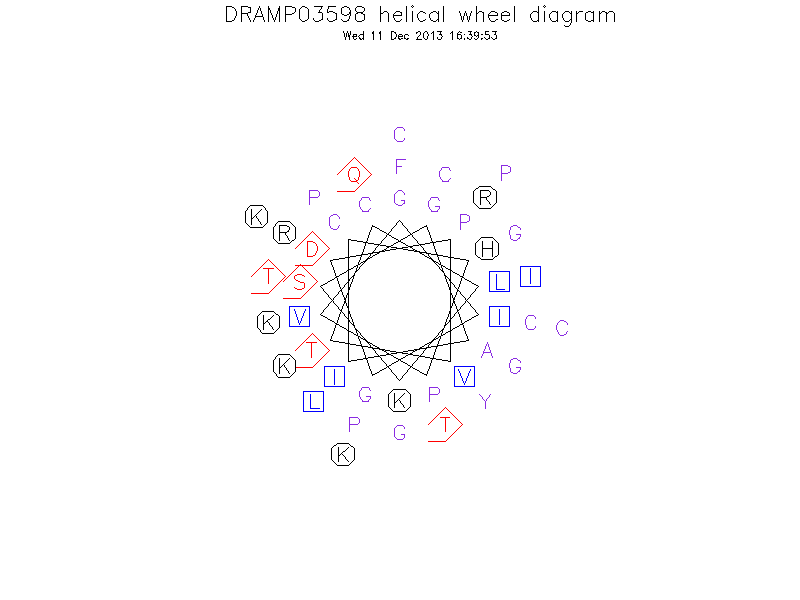 DRAMP03598 helical wheel diagram
Wed 11 Dec 2013 16:39:53
C
Q F C P
P C C G G P R
K R D H G
T S L I
K V I C C
K T A G
L I G K P V Y
P G T
K